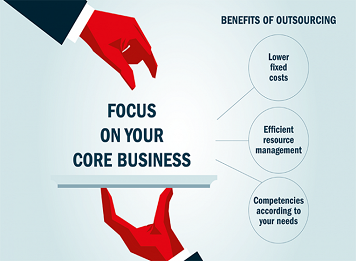 BENEFITS OF OUTSOURCING
Lower
fixed
costs
FOCUS
ON YOUR
CORE BUSINESS
Efficient
resource
management
Competencies
according to
your needs